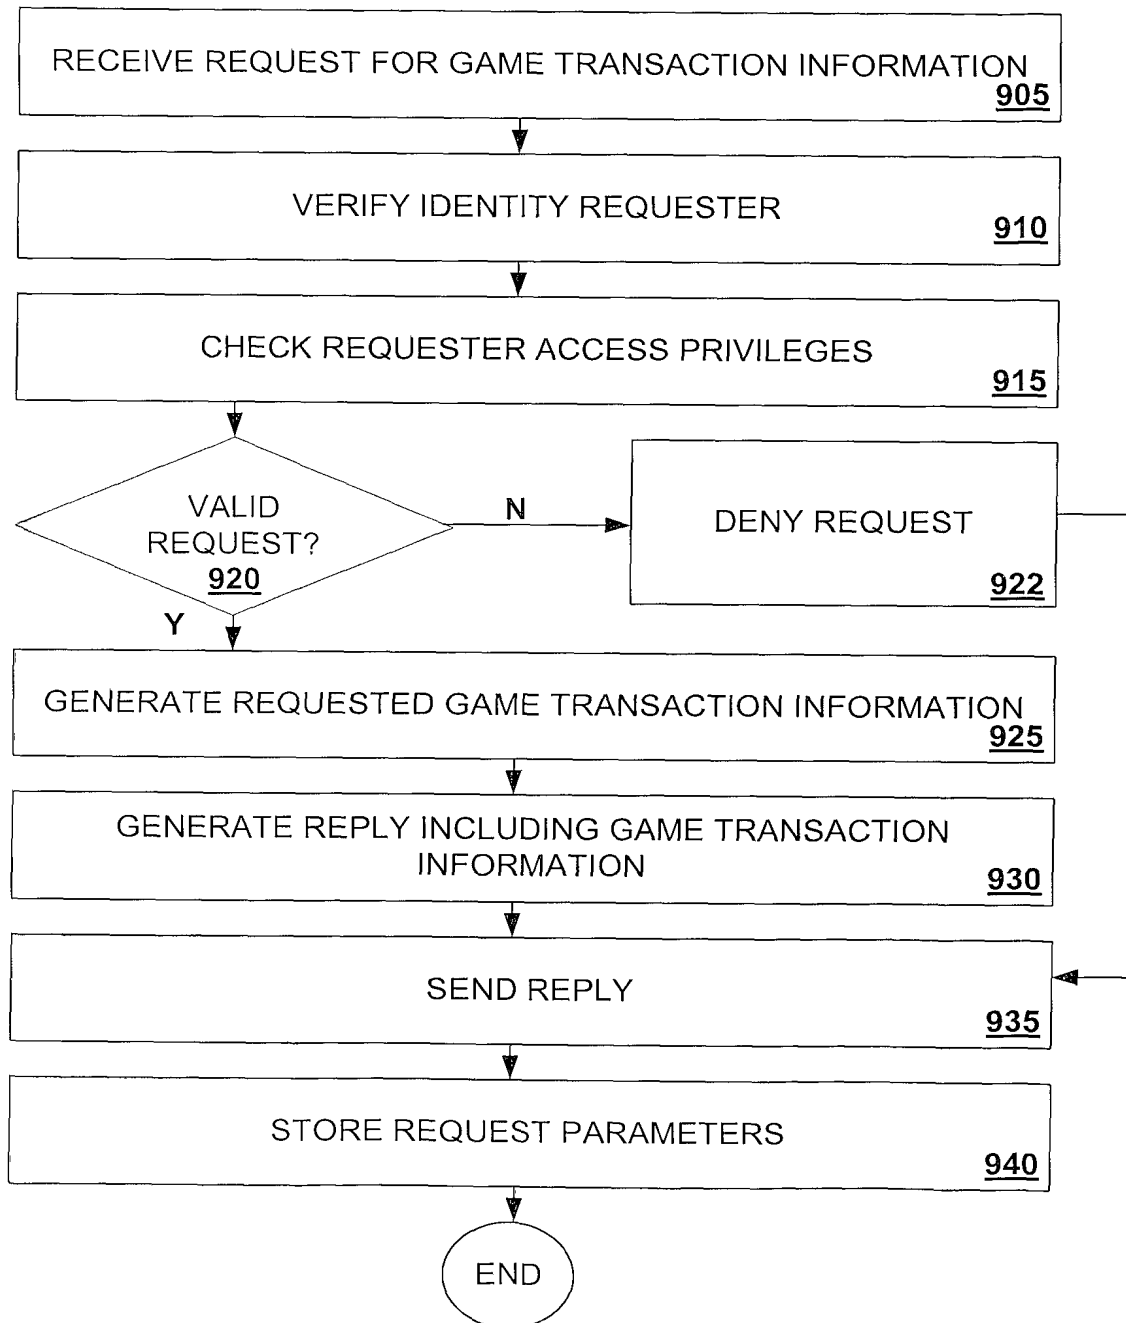 RECEIVE REQUEST FOR GAME TRANSACTION INFORMATION
905
VERIFY IDENTITY REQUESTER
910
CHECK REQUESTER ACCESS PRIVILEGES
915
VALID
REQUEST?
920
N
DENY REQUEST
922
Y
GENERATE REQUESTED GAME TRANSACTION INFORMATION
925
GENERATE REPLY INCLUDING GAME TRANSACTION
INFORMATION
930
SEND REPLY
935
STORE REQUEST PARAMETERS
940
END